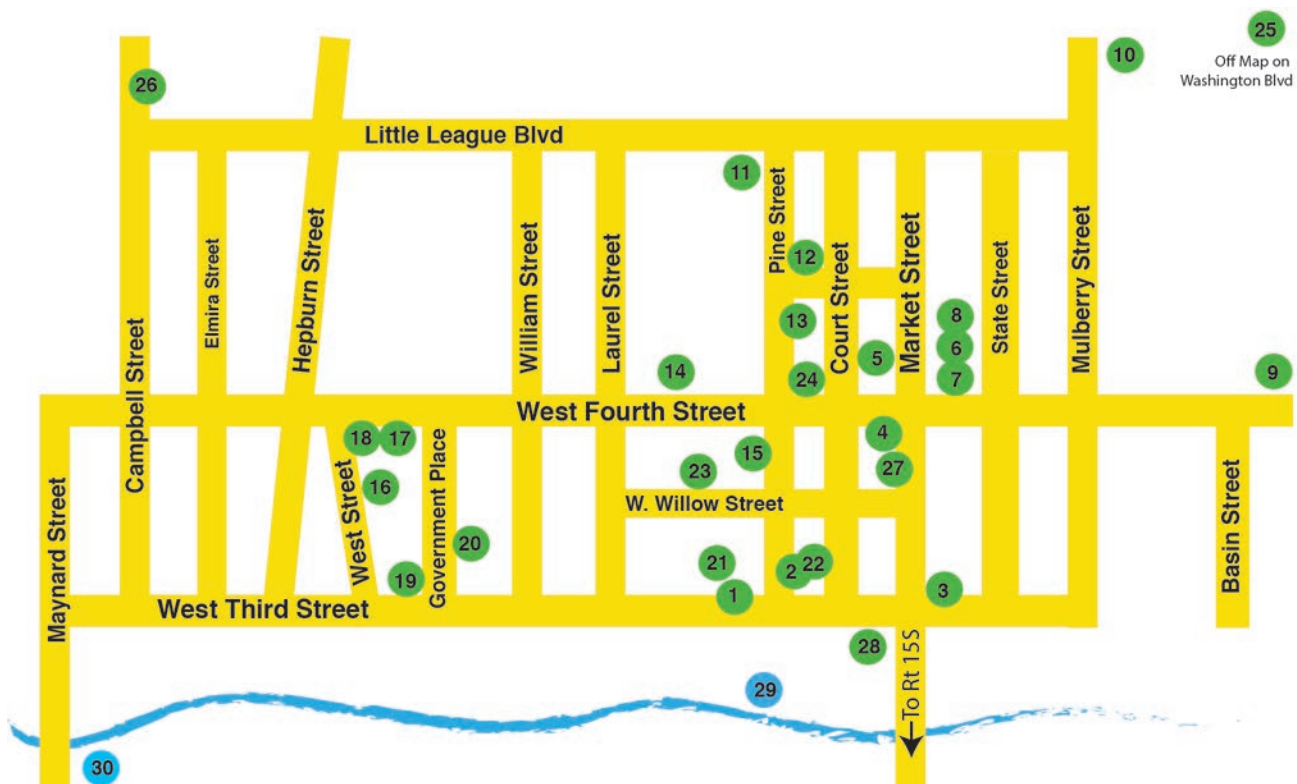 25
Off Map on
Washington Blvd
10
26
Little League Blvd
11
Pine Street
12
Court Street
Market Street
State Street
Mulberry Street
Elmira Street
Hepburn Street
William Street
Laurel Street
Campbell Street
13
8
5
6
14
24
7
9
West Fourth Street
18
17
15
4
23
27
16
W. Willow Street
Maynard Street
West Street
Government Place
20
21
2
22
19
1
3
Basin Street
West Third Street
28
To Rt 15S
29
30